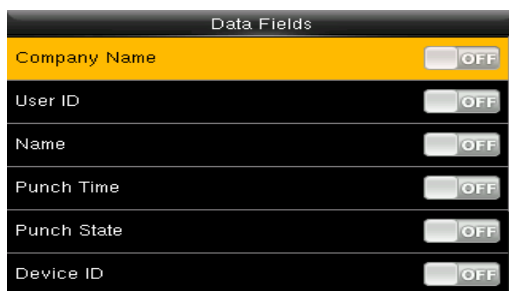 Data Fields
Company Name OFF
User ID OFF
Name OFF
Punch Time OFF
Punch State OFF
Device ID OFF